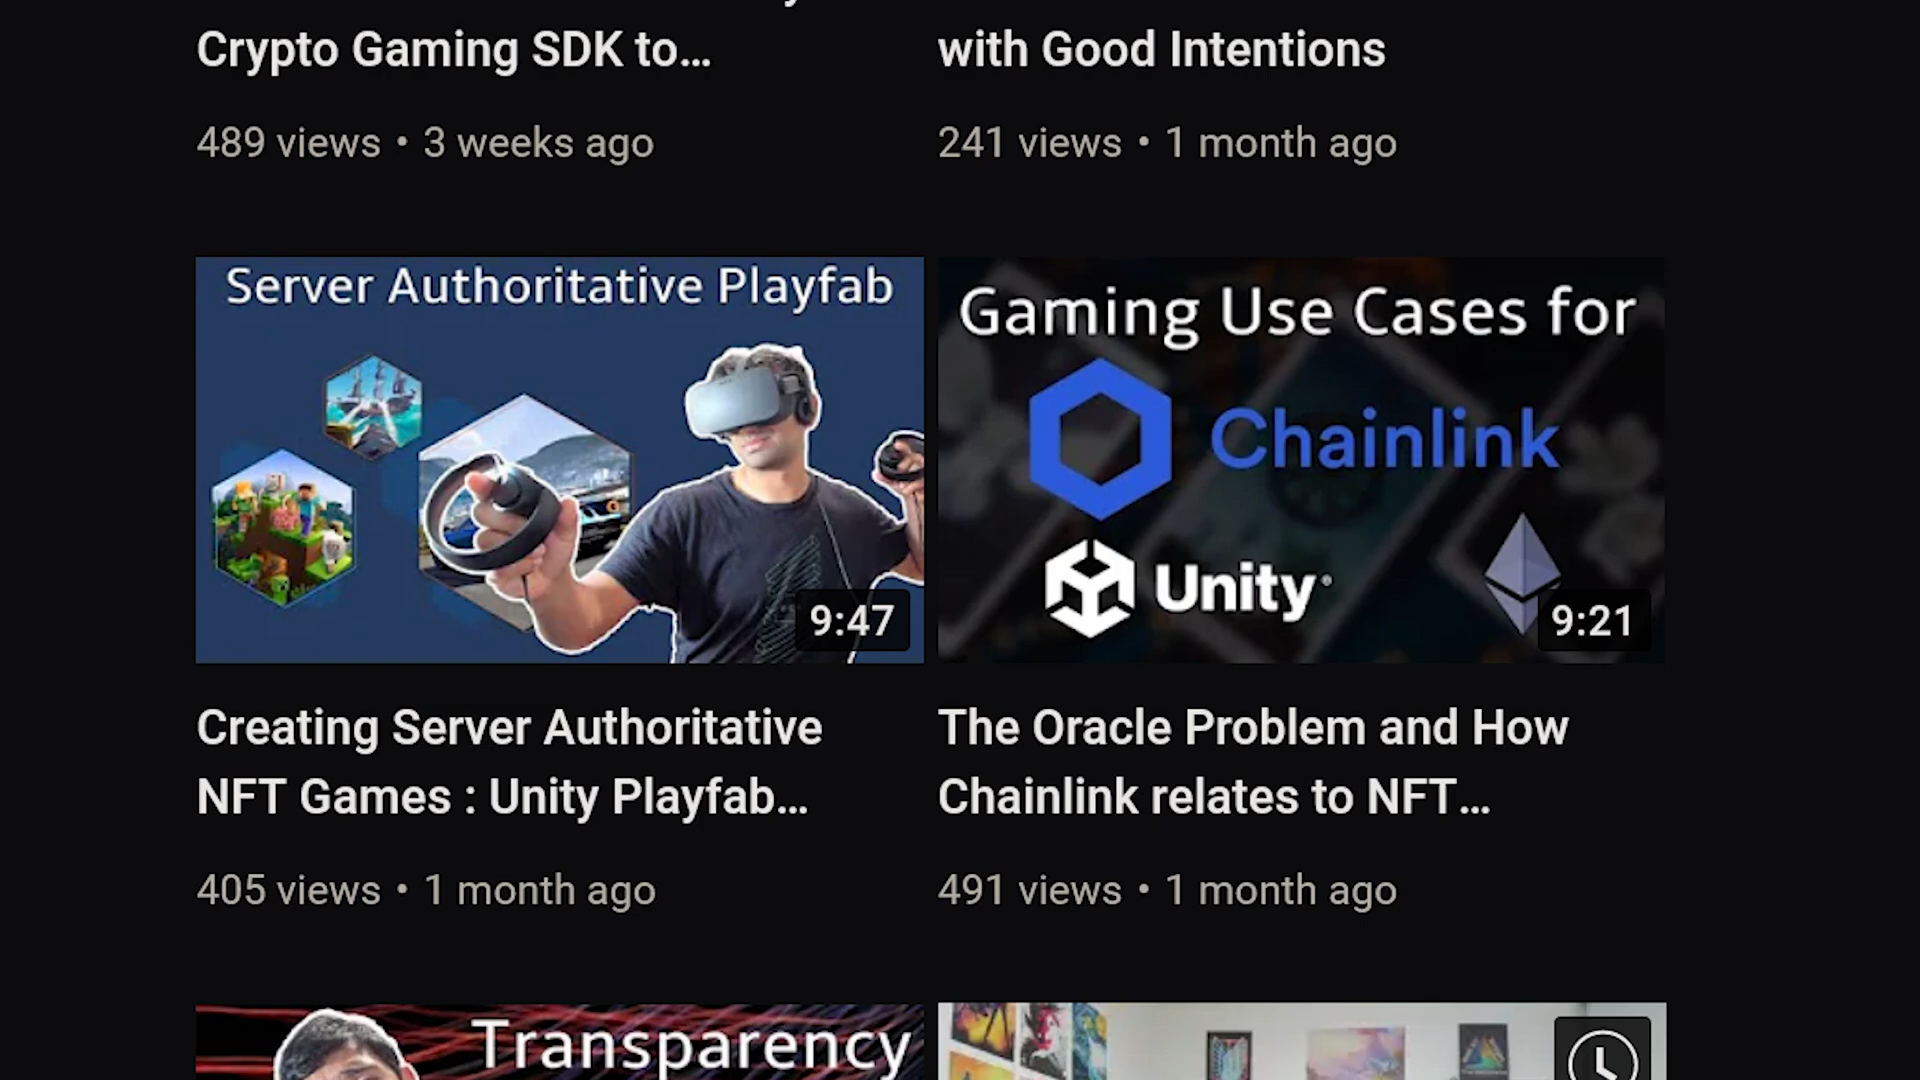 Crypto Gaming SDK to...
489 views • 3 weeks ago
with Good Intentions
241 views • 1 month ago
Server Authoritative Playfab
9:47
Creating Server Authoritative
NFT Games : Unity Playfab...
405 views • 1 month ago
Gaming Use Cases for
Chainlink
Unity
9:21
The Oracle Problem and How
Chainlink relates to NFT...
491 views • 1 month ago
Transparency